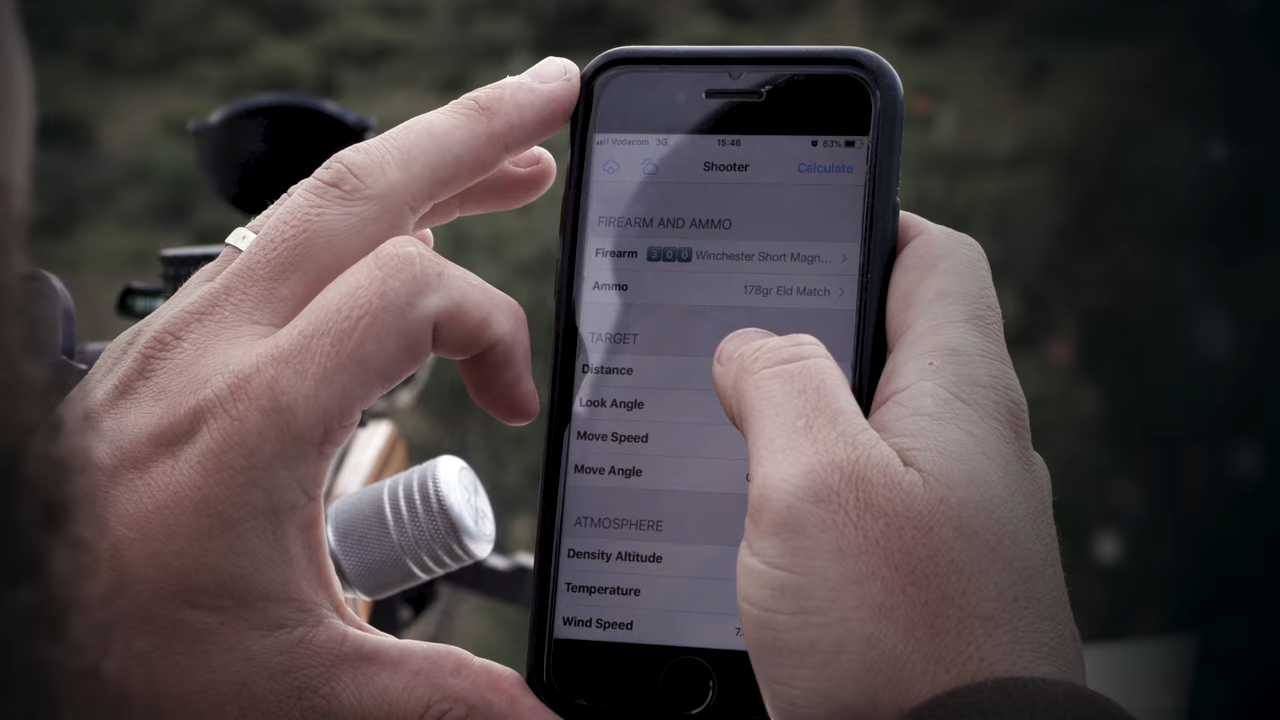 Vodacom 3G 15:46 63%
Shooter Calculate
FIREARM AND AMMO
Firearm 300 Winchester Short Magn...
Ammo 178gr Eld Match
TARGET
Distance
Look Angle
Move Speed
Move Angle
ATMOSPHERE
Density Altitude
Temperature
Wind Speed 7.